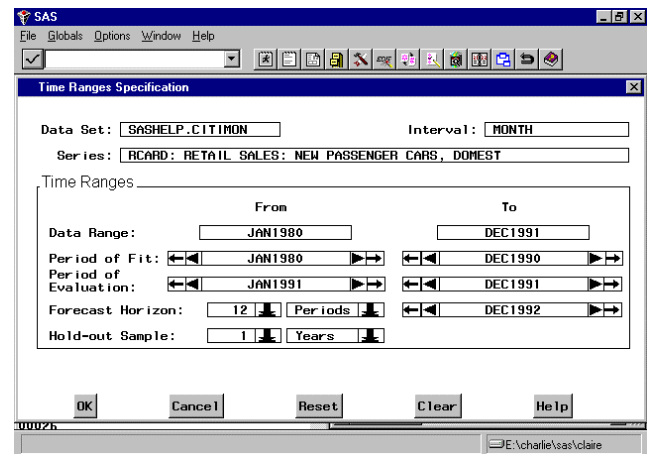 SAS
File Globals Options Window Help
Time Ranges Specification
Data Set: SASHELP.CITIMON Interval: MONTH
Series: RCARD: RETAIL SALES: NEW PASSENGER CARS, DOMEST
Time Ranges
From To
Data Range: JAN1980 DEC1991
Period of Fit: JAN1980 DEC1990
Period of
Evaluation: JAN1991 DEC1991
Forecast Horizon: 12 Periods DEC1992
Hold-out Sample: 1 Years
OK Cancel Reset Clear Help
00026
E:\charlie\sas\claire